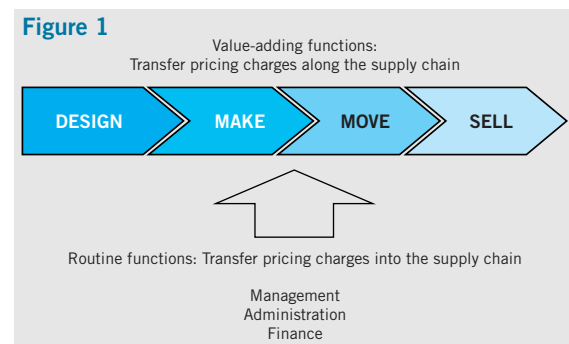 Figure 1
Value-adding functions:
Transfer pricing charges along the supply chain
DESIGN
MAKE
MOVE
SELL
Routine functions: Transfer pricing charges into the supply chain
Management
Administration
Finance